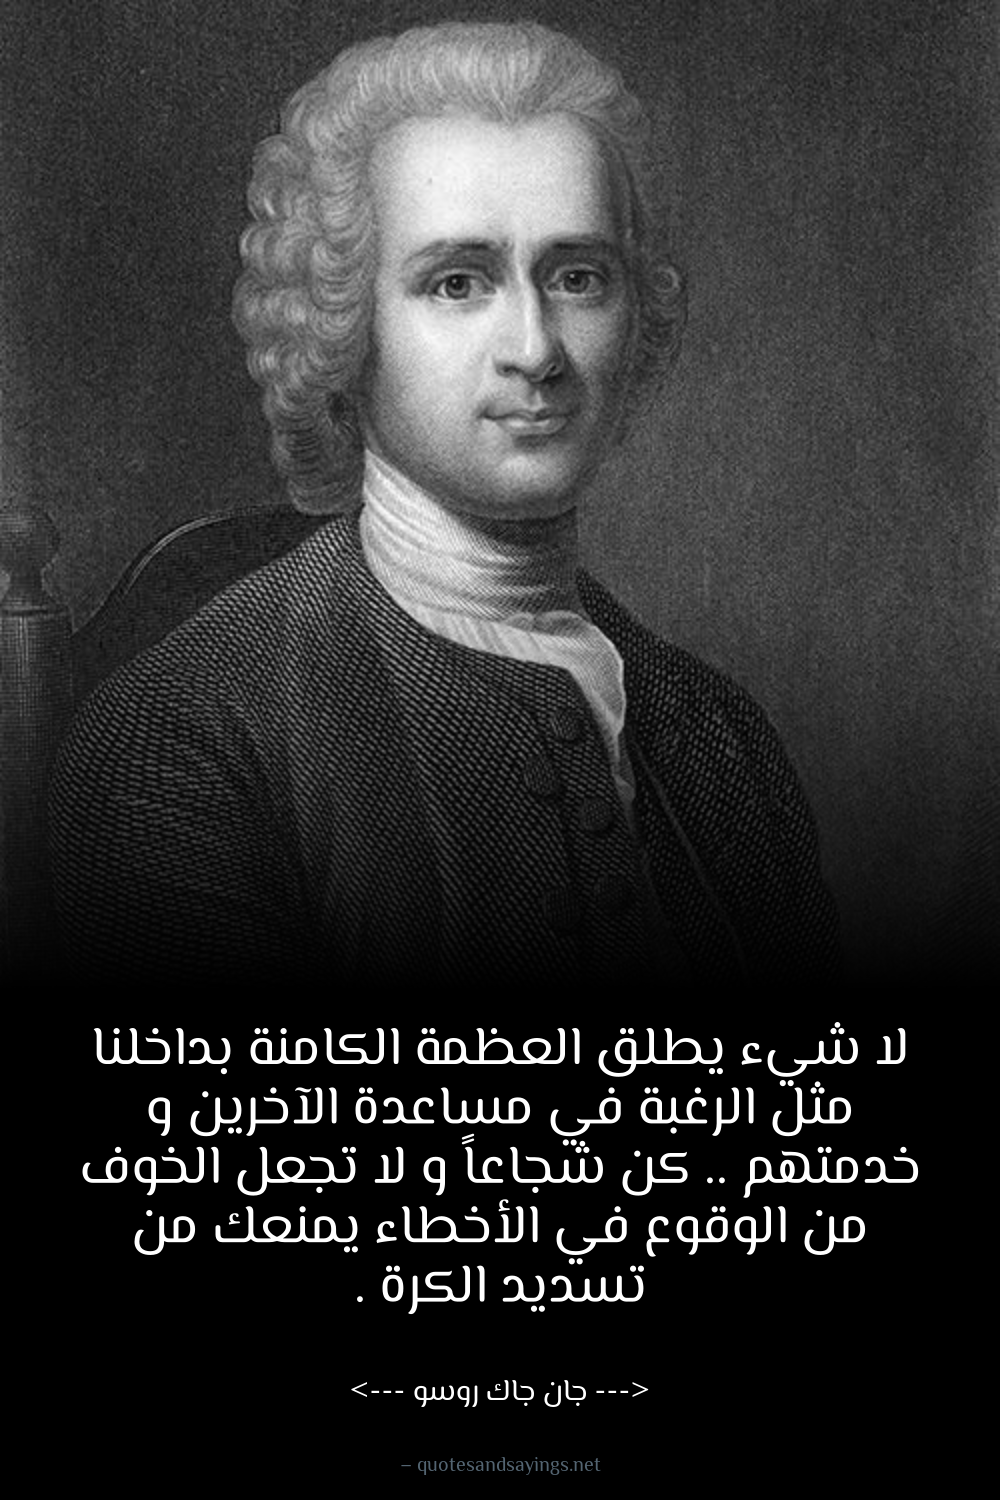 لا شيء يطلق العظمة الكامنة بداخلنا
مثل الرغبة في مساعدة الآخرين و
خدمتهم .. كن شجاعاً و لا تجعل الخوف
من الوقوع في الأخطاء يمنعك من
تسديد الكرة .
<--- جان جاك روسو --->
– quotesandsayings.net